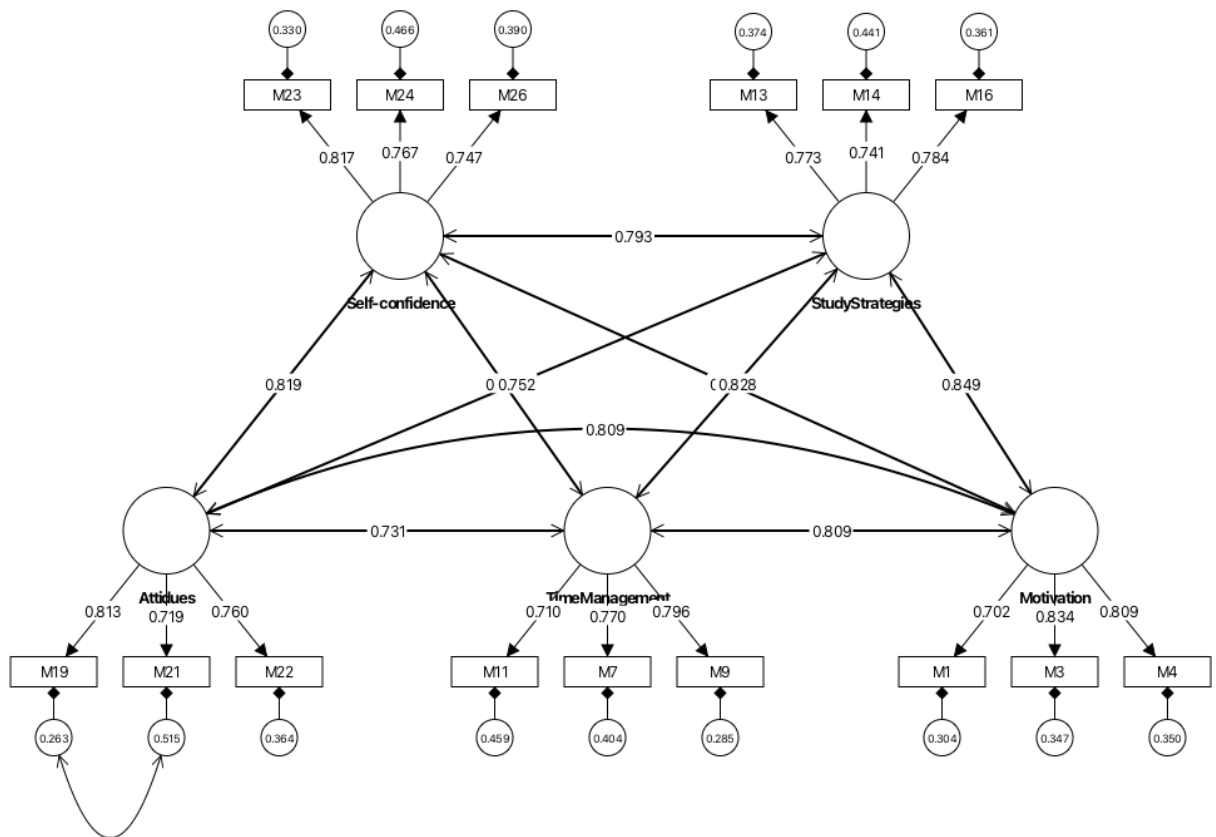 0.330 0.466 0.390 0.374 0.441 0.361
M23 M24 M26 M13 M14 M16
0.817 0.767 0.747 0.773 0.741 0.784
0.793
Self-confidence StudyStrategies
0.819 0.752 0.828 0.849
0.809
0.731 0.809
Attidues TimeManagement Motivation
0.813 0.719 0.760 0.710 0.770 0.796 0.702 0.834 0.809
M19 M21 M22 M11 M7 M9 M1 M3 M4
0.263 0.515 0.364 0.459 0.404 0.285 0.304 0.347 0.350